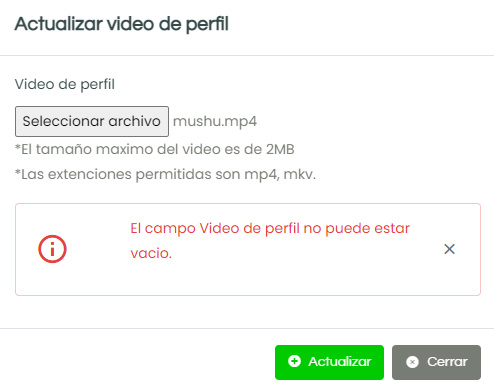 Actualizar video de perfil
Video de perfil
Seleccionar archivo mushu.mp4
*El tamaño maximo del video es de 2MB
*Las extenciones permitidas son mp4, mkv.
El campo Video de perfil no puede estar
vacio.
Actualizar Cerrar